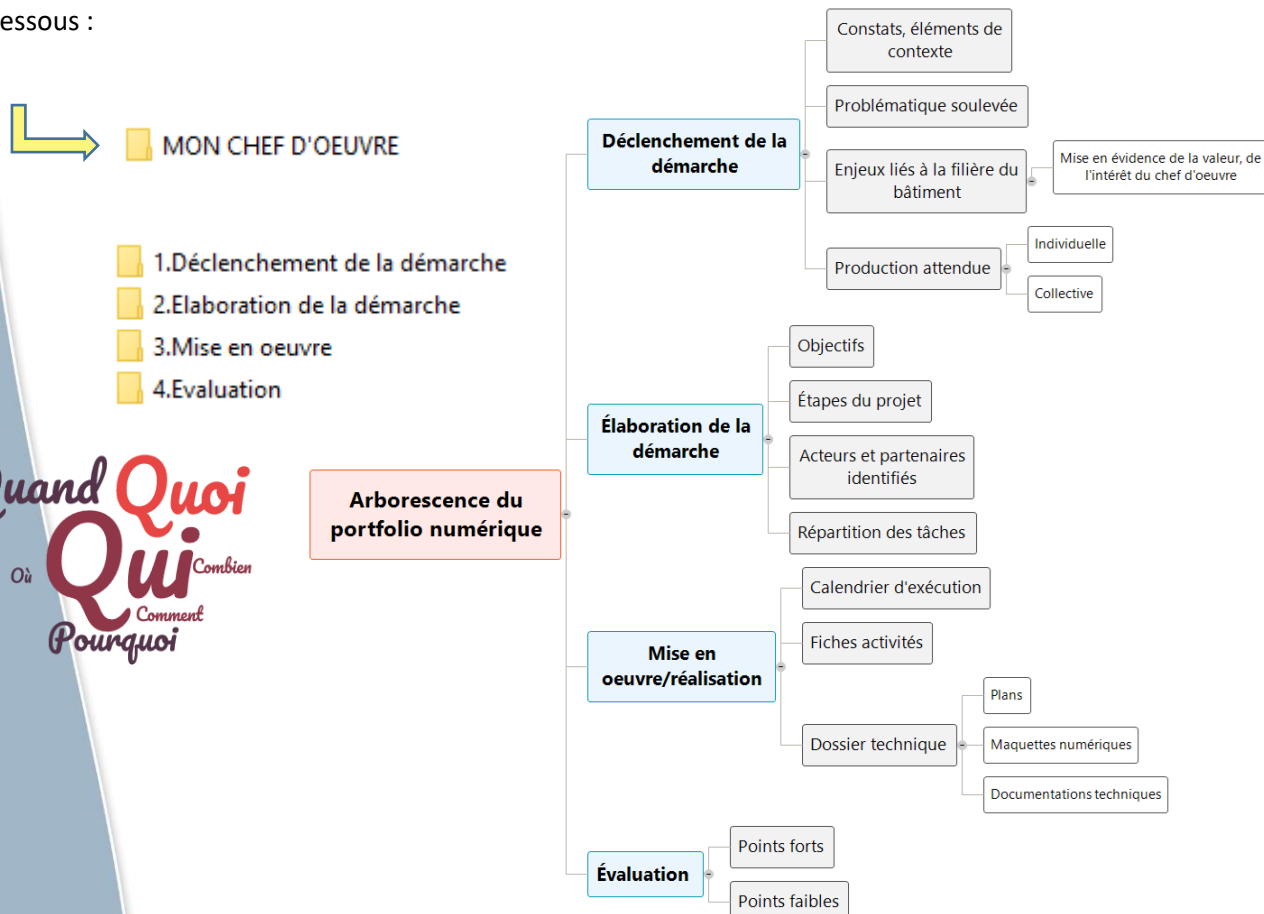 essous :
MON CHEF D'OEUVRE
1.Déclenchement de la démarche
2.Elaboration de la démarche
3.Mise en oeuvre
4.Evaluation
uand Quoi
Où Qui Combien
Comment
Pourquoi
Arborescence du
portfolio numérique
Déclenchement de la
démarche
Constats, éléments de
contexte
Problématique soulevée
Enjeux liés à la filière du
bâtiment
Mise en évidence de la valeur, de
l'intérêt du chef d'oeuvre
Production attendue
Individuelle
Collective
Élaboration de la
démarche
Objectifs
Étapes du projet
Acteurs et partenaires
identifiés
Répartition des tâches
Mise en
oeuvre/réalisation
Calendrier d'exécution
Fiches activités
Dossier technique
Plans
Maquettes numériques
Documentations techniques
Évaluation
Points forts
Points faibles